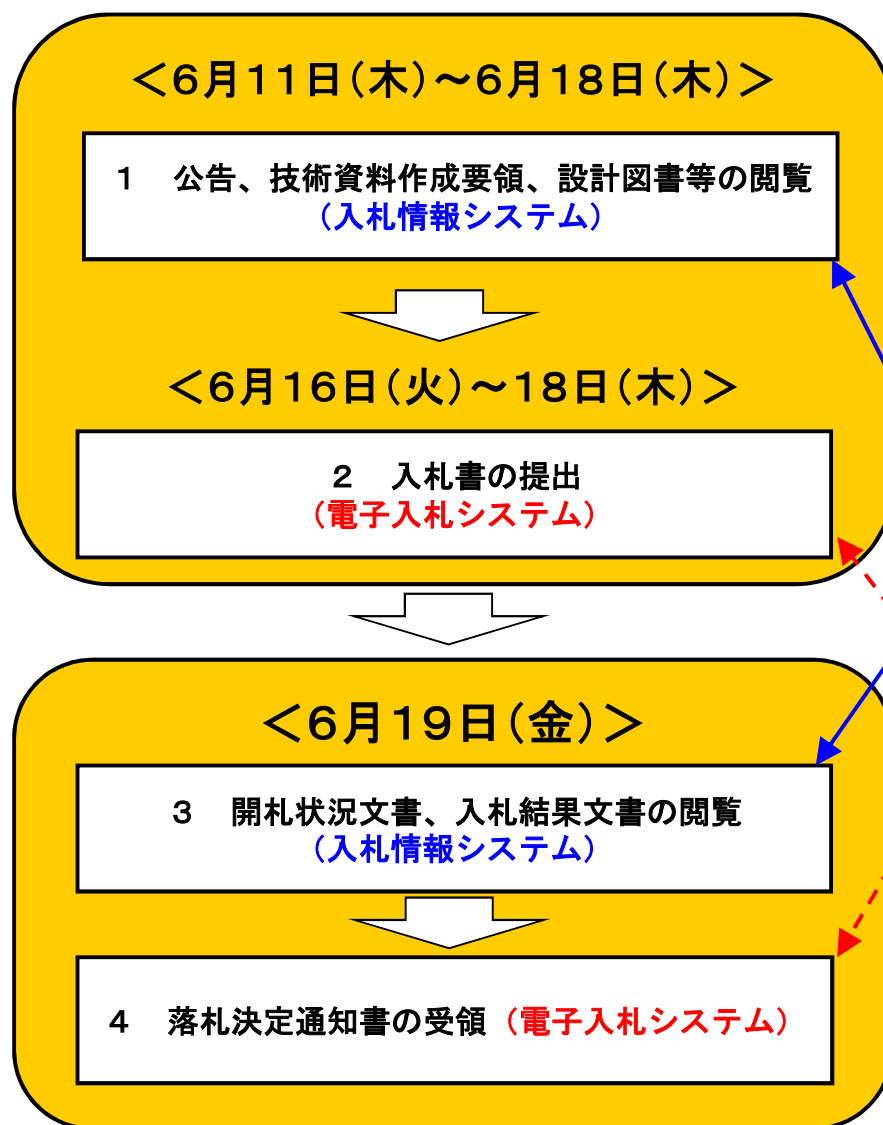 ＜６月１１日（木）～６月１８日（木）＞
１　公告、技術資料作成要領、設計図書等の閲覧
（入札情報システム）
＜６月１６日（火）～１８日（木）＞
２　入札書の提出
（電子入札システム）
＜６月１９日（金）＞
３　開札状況文書、入札結果文書の閲覧
（入札情報システム）
４　落札決定通知書の受領（電子入札システム）